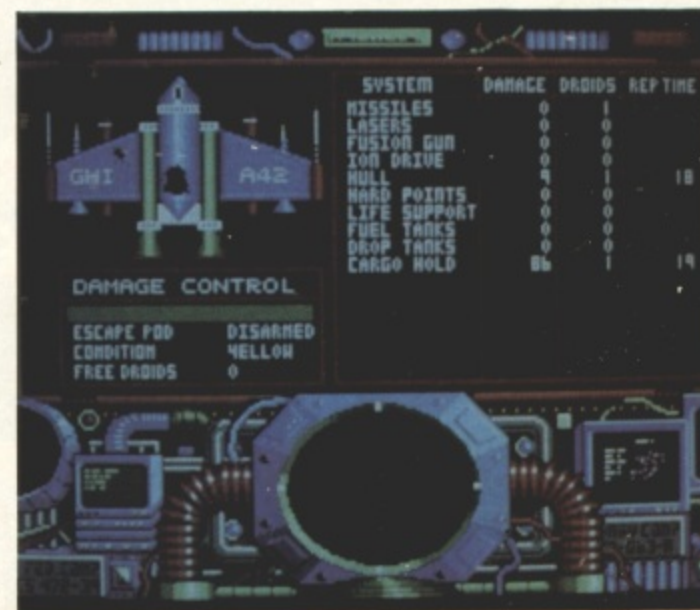 GWI A42
DAMAGE CONTROL
ESCAPE POD DISARMED
CONDITION YELLOW
FREE DROIDS 0
SYSTEM DAMAGE DROIDS REP TIME
MISSILES 0 1
LASERS 0 0
FUSION GUN 0 0
ION DRIVE 0 0
HULL 9 1 18
HARD POINTS 0 0
LIFE SUPPORT 0 0
FUEL TANKS 0 0
DROP TANKS 0 0
CARGO HOLD 86 1 19